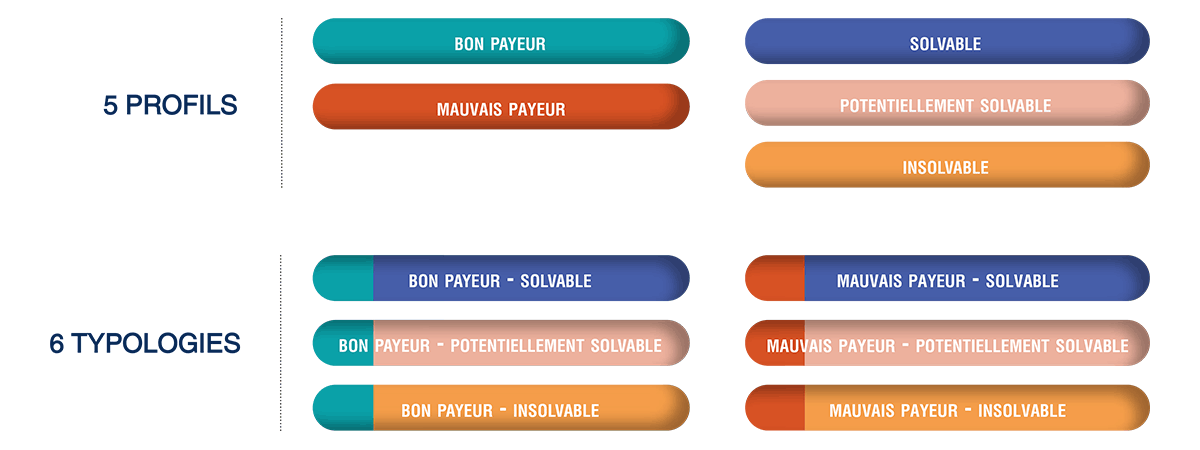 5 PROFILS
BON PAYEUR
MAUVAIS PAYEUR
SOLVABLE
POTENTIELLEMENT SOLVABLE
INSOLVABLE
6 TYPOLOGIES
BON PAYEUR - SOLVABLE
BON PAYEUR - POTENTIELLEMENT SOLVABLE
BON PAYEUR - INSOLVABLE
MAUVAIS PAYEUR - SOLVABLE
MAUVAIS PAYEUR - POTENTIELLEMENT SOLVABLE
MAUVAIS PAYEUR - INSOLVABLE